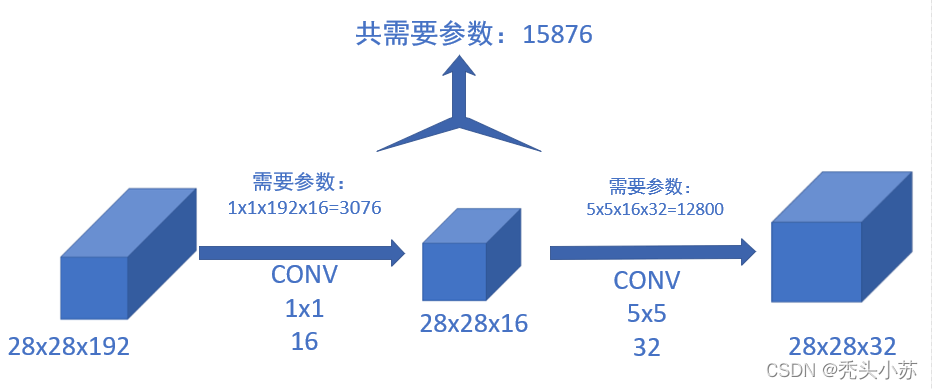 共需要参数：15876
需要参数：
1x1x192x16=3076
需要参数：
5x5x16x32=12800
CONV
1x1
16
CONV
5x5
32
28x28x192
28x28x16
28x28x32
CSDN @秃头小苏